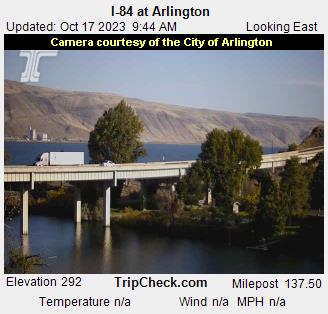 I-84 at Arlington
Updated: Oct 17 2023 9:44 AM Looking East
Camera courtesy of the City of Arlington
Elevation 292 TripCheck.com Milepost 137.50
Temperature n/a Wind n/a MPH n/a